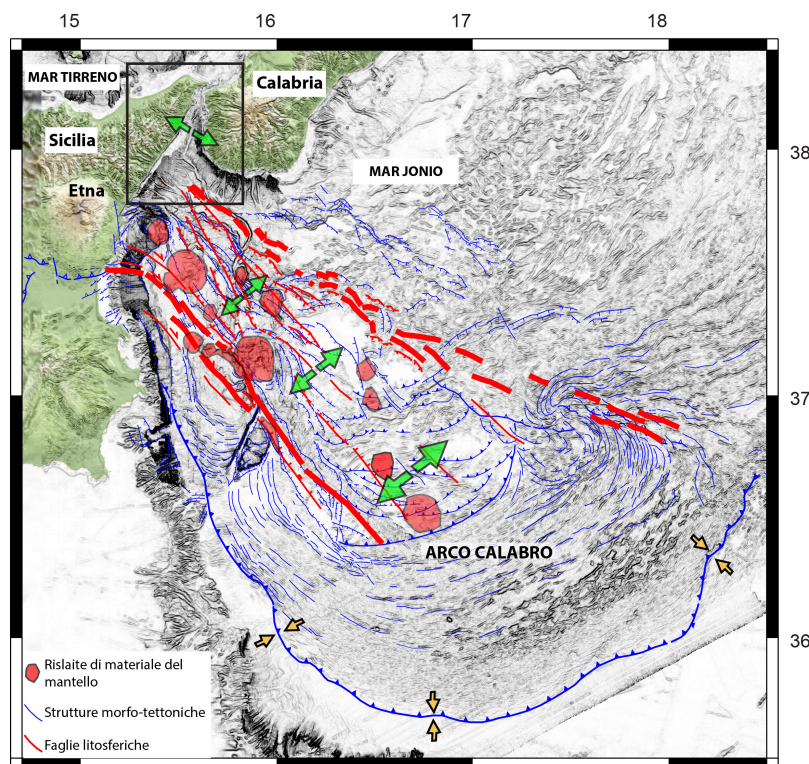 15 16 17 18
MAR TIRRENO
Calabria
Sicilia
38
MAR JONIO
Etna
37
ARCO CALABRO
36
Rislaite di materiale del
mantello
Strutture morfo-tettoniche
Faglie litosferiche